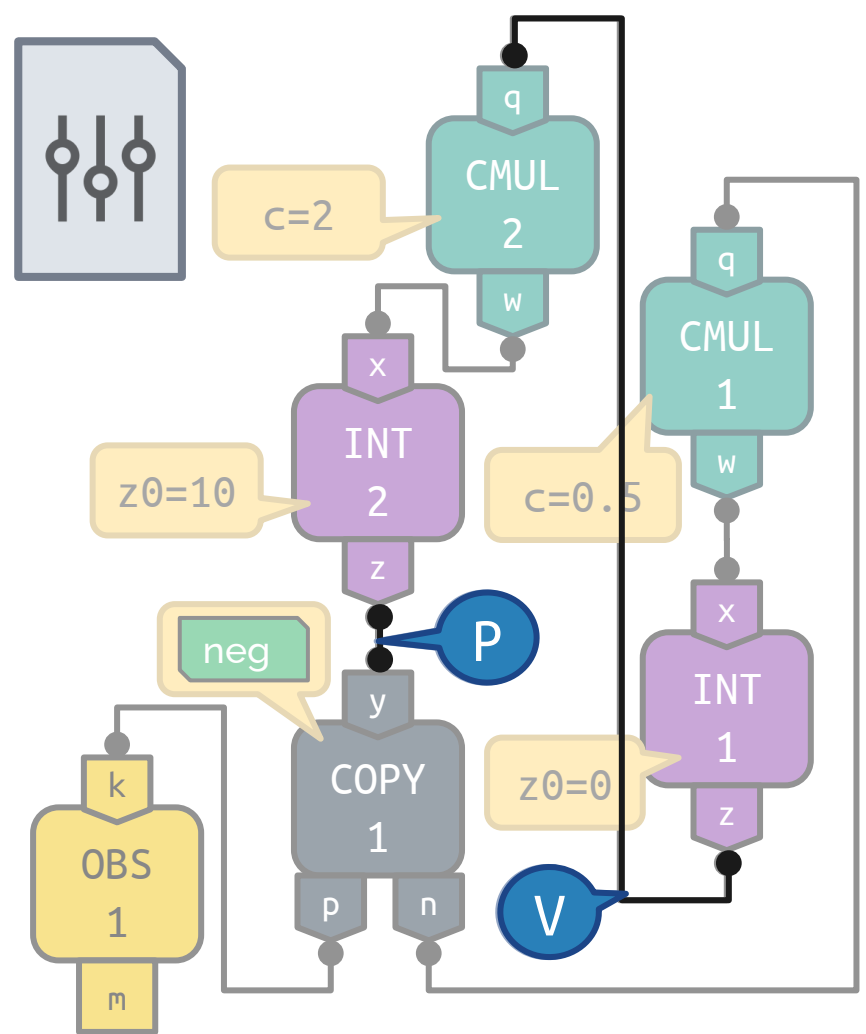 q
CMUL
2
c=2
w
q
CMUL
1
x
INT
2
w
z0=10
c=0.5
z
x
P
neg
INT
1
y
COPY
1
z0=0
k
z
OBS
1
p
n
V
m